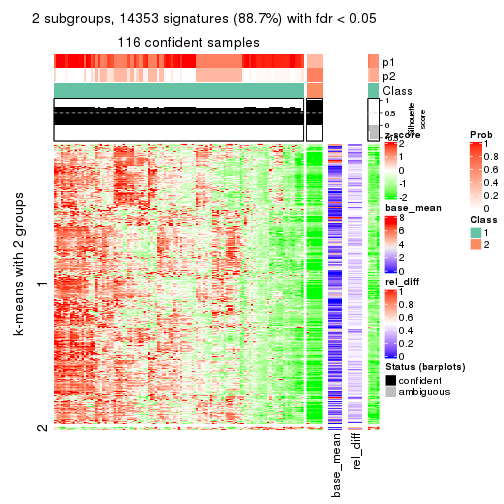 2 subgroups, 14353 signatures (88.7%) with fdr < 0.05
116 confident samples
p1
p2
Class
1
0.5
0
0.5
Silhouette
score
k-means with 2 groups
1
2
base_mean
rel_diff
z-score
2
1
0
-1
-2
base_mean
8
6
4
2
0
rel_diff
1
0.8
0.6
0.4
0.2
0
Status (barplots)
confident
ambiguous
Prob
1
0.8
0.6
0.4
0.2
0
Class
1
2